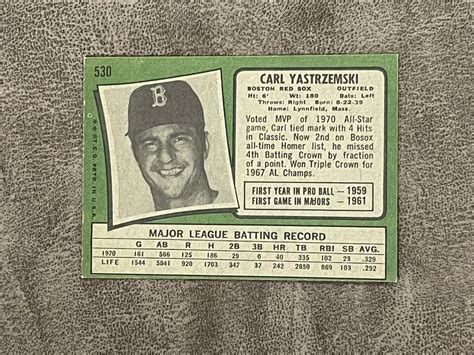 530
CARL YASTRZEMSKI
BOSTON RED SOX OUTFIELD
Ht: 6' Wt: 180 Bats: Left
Throws: Right Born: 8-22-39
Home: Lynnfield, Mass.
Voted MVP of 1970 All-Star
game, Carl tied mark with 4 Hits
in Classic. Now 2nd on Bosox
all-time Homer list, he missed
4th Batting Crown by fraction
of a point. Won Triple Crown for
1967 AL Champs.
FIRST YEAR IN PRO BALL — 1959
FIRST GAME IN MAJORS — 1961
B
© T.C.G. PRTD. IN U.S.A.
MAJOR LEAGUE BATTING RECORD
G AB R H 2B 3B HR TB RBI SB AVG.
1970 161 566 125 186 29 0 40 335 102 23 .329
LIFE 1544 5841 920 1703 347 42 242 2860 869 103 .292